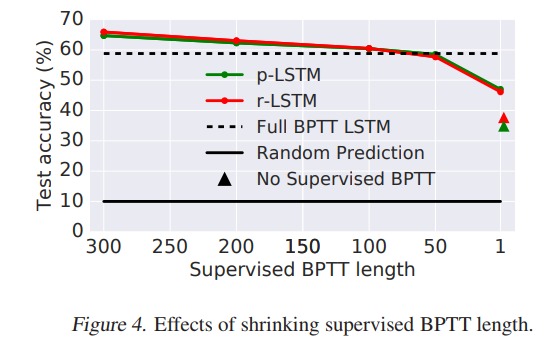 70
60
50
40
30
20
10
0
Test accuracy (%)
p-LSTM
r-LSTM
Full BPTT LSTM
Random Prediction
No Supervised BPTT
300 250 200 150 100 50 1
Supervised BPTT length
Figure 4. Effects of shrinking supervised BPTT length.